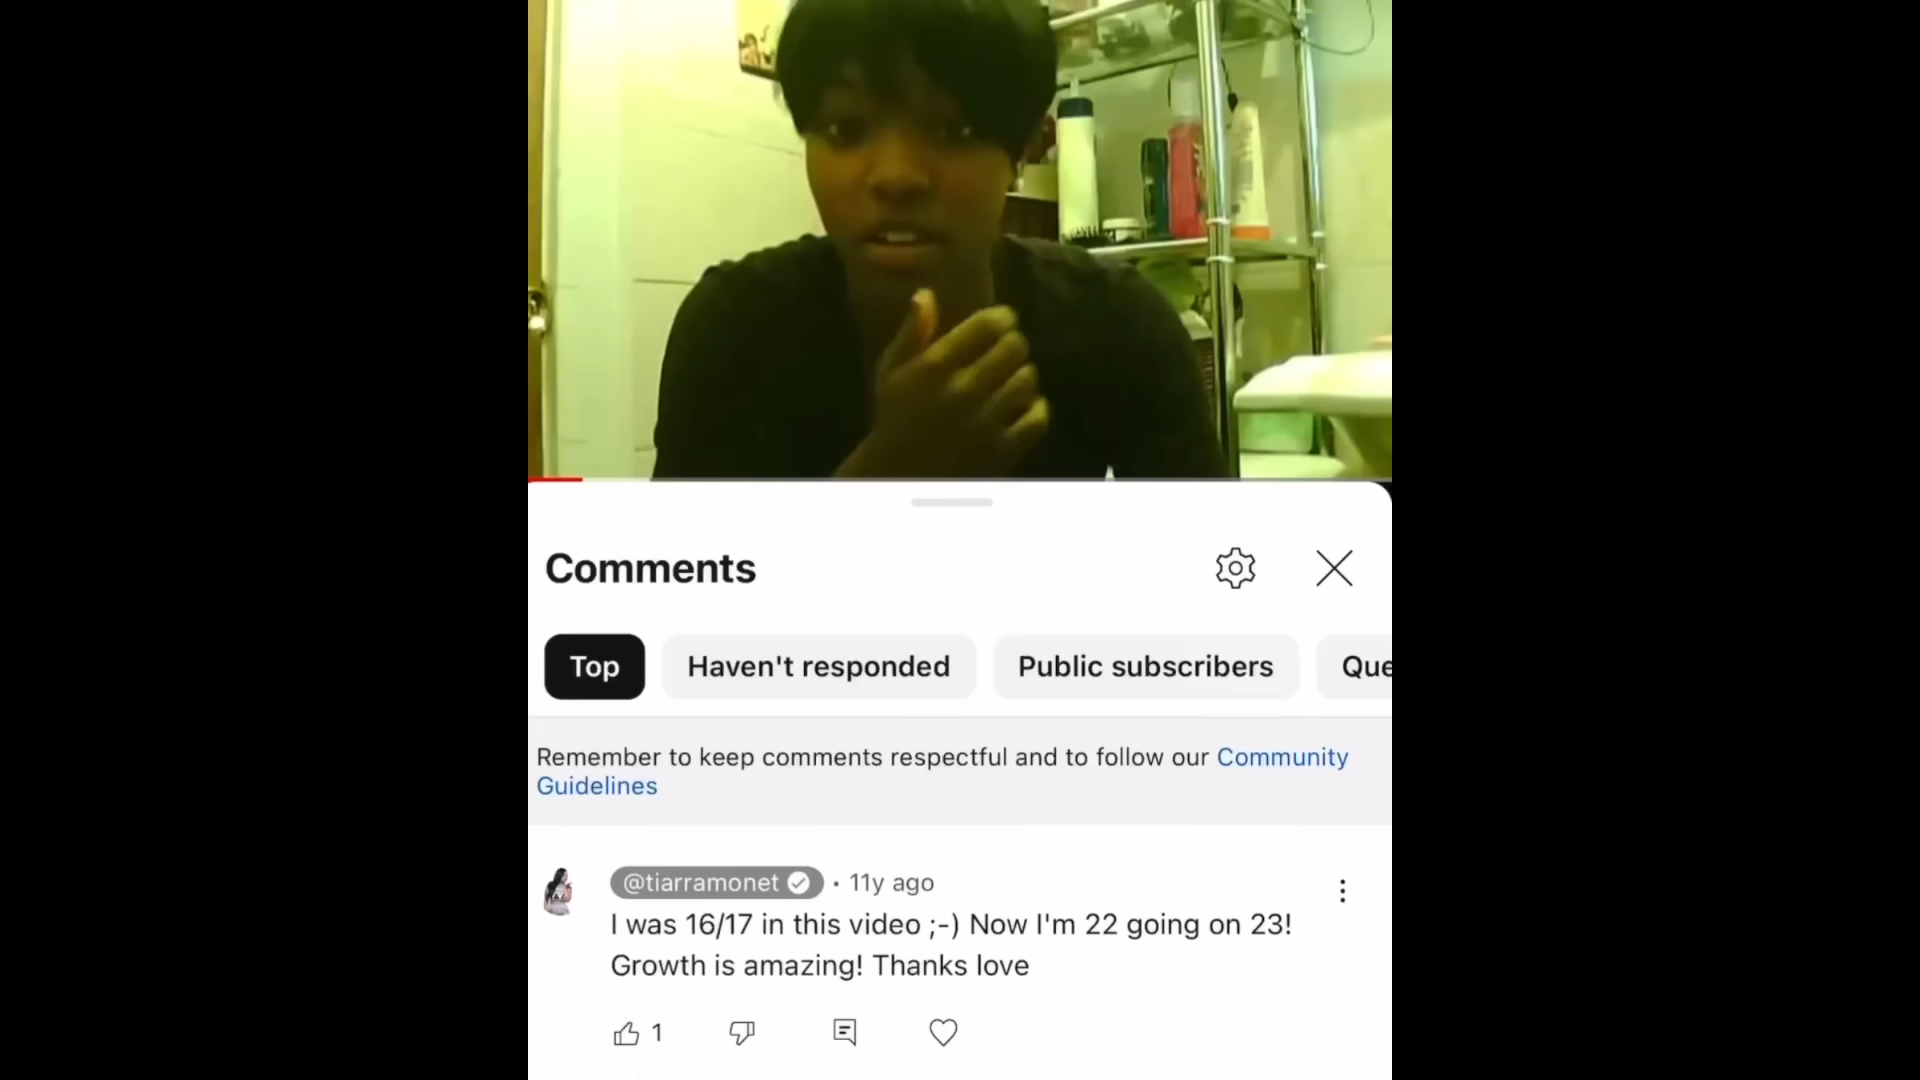 Comments
Top
Haven't responded
Public subscribers
Que
Remember to keep comments respectful and to follow our Community
Guidelines
@tiarramonet • 11y ago
I was 16/17 in this video ;-) Now I'm 22 going on 23!
Growth is amazing! Thanks love
1